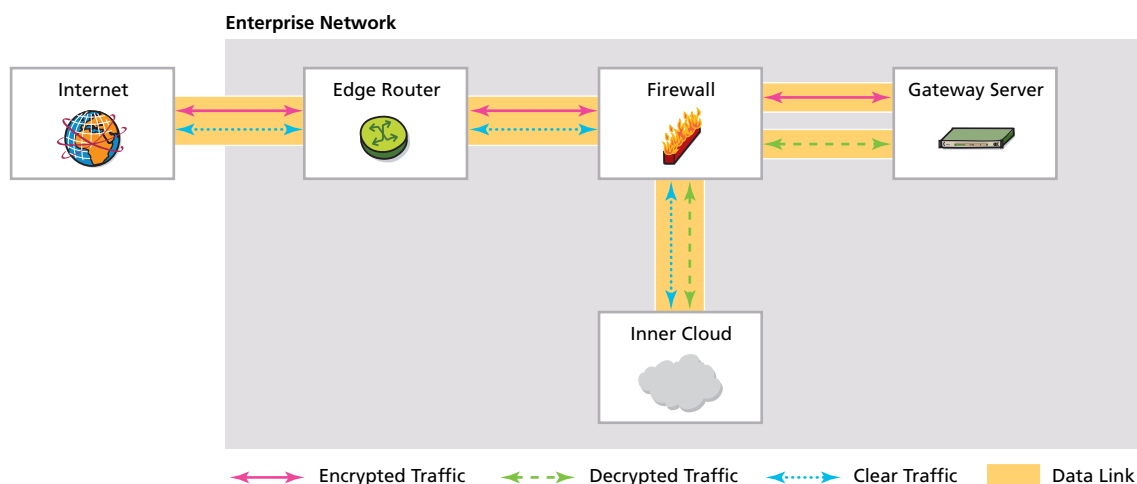 Enterprise Network
Internet
Edge Router
Firewall
Gateway Server
Inner Cloud
Encrypted Traffic
Decrypted Traffic
Clear Traffic
Data Link